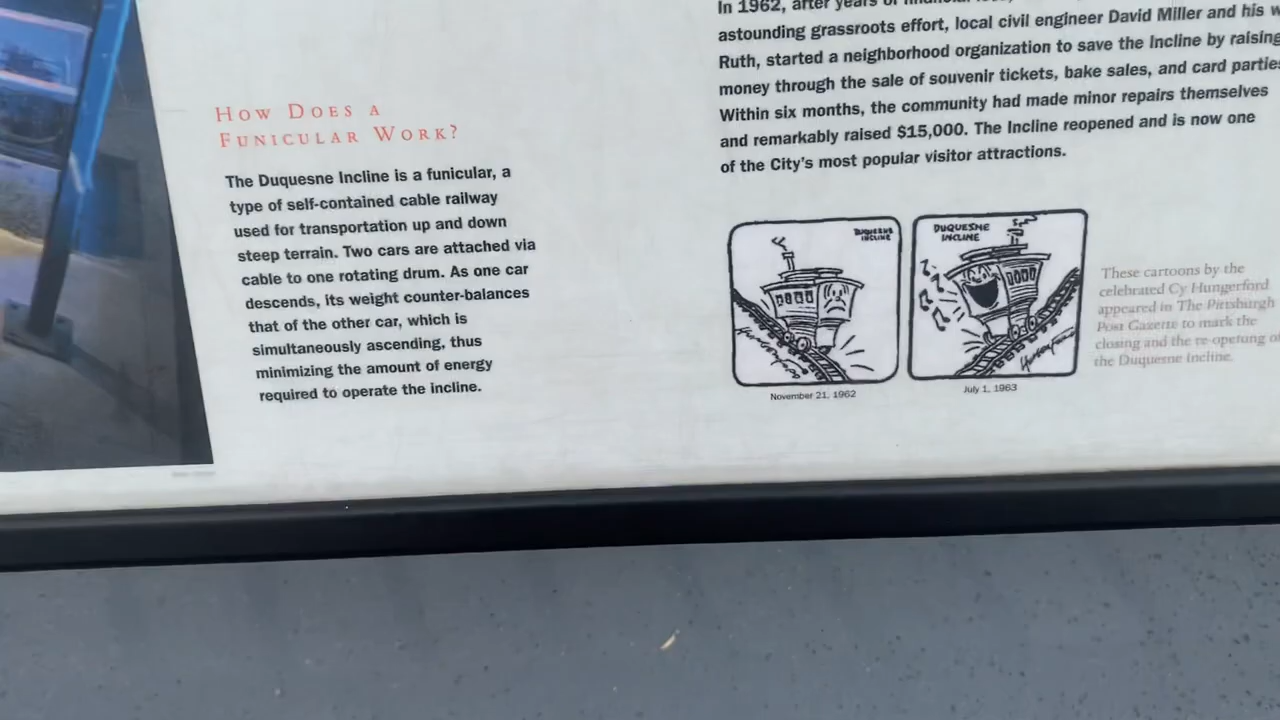 In 1962, after years of
astounding grassroots effort, local civil engineer David Miller and his
Ruth, started a neighborhood organization to save the Incline by raising
money through the sale of souvenir tickets, bake sales, and card parties
Within six months, the community had made minor repairs themselves
and remarkably raised $15,000. The Incline reopened and is now one
of the City's most popular visitor attractions.
HOW DOES A
FUNICULAR WORK?
The Duquesne Incline is a funicular, a
type of self-contained cable railway
used for transportation up and down
steep terrain. Two cars are attached via
cable to one rotating drum. As one car
descends, its weight counter-balances
that of the other car, which is
simultaneously ascending, thus
minimizing the amount of energy
required to operate the incline.
DUQUESNE
INCLINE
DUQUESNE
INCLINE
November 21, 1962
July 1, 1963
These cartoons by the
celebrated Cy Hungerford
appeared in The Pittsburgh
Post Gazette to mark the
closing and the re-opening of
the Duquesne Incline.